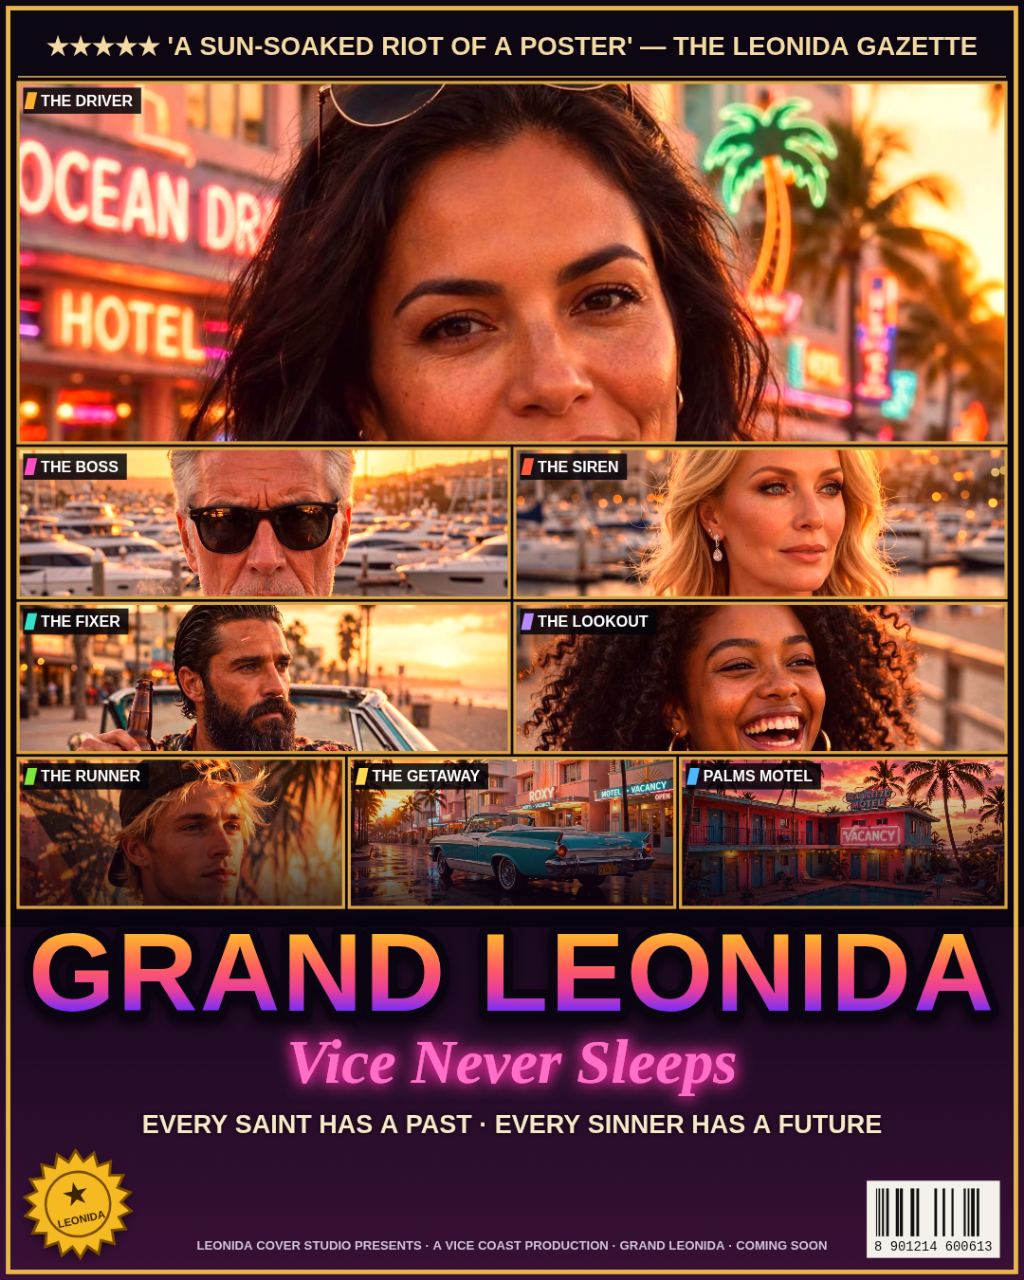 ★★★★★ 'A SUN-SOAKED RIOT OF A POSTER' — THE LEONIDA GAZETTE
THE DRIVER
OCEAN DRI
HOTEL
THE BOSS
THE SIREN
THE FIXER
THE LOOKOUT
THE RUNNER
THE GETAWAY
ROXY
MOTEL · VACANCY
OPEN
PALMS MOTEL
MOTEL
VACANCY
GRAND LEONIDA
Vice Never Sleeps
EVERY SAINT HAS A PAST · EVERY SINNER HAS A FUTURE
LEONIDA
LEONIDA COVER STUDIO PRESENTS · A VICE COAST PRODUCTION · GRAND LEONIDA · COMING SOON
8 901214 600613